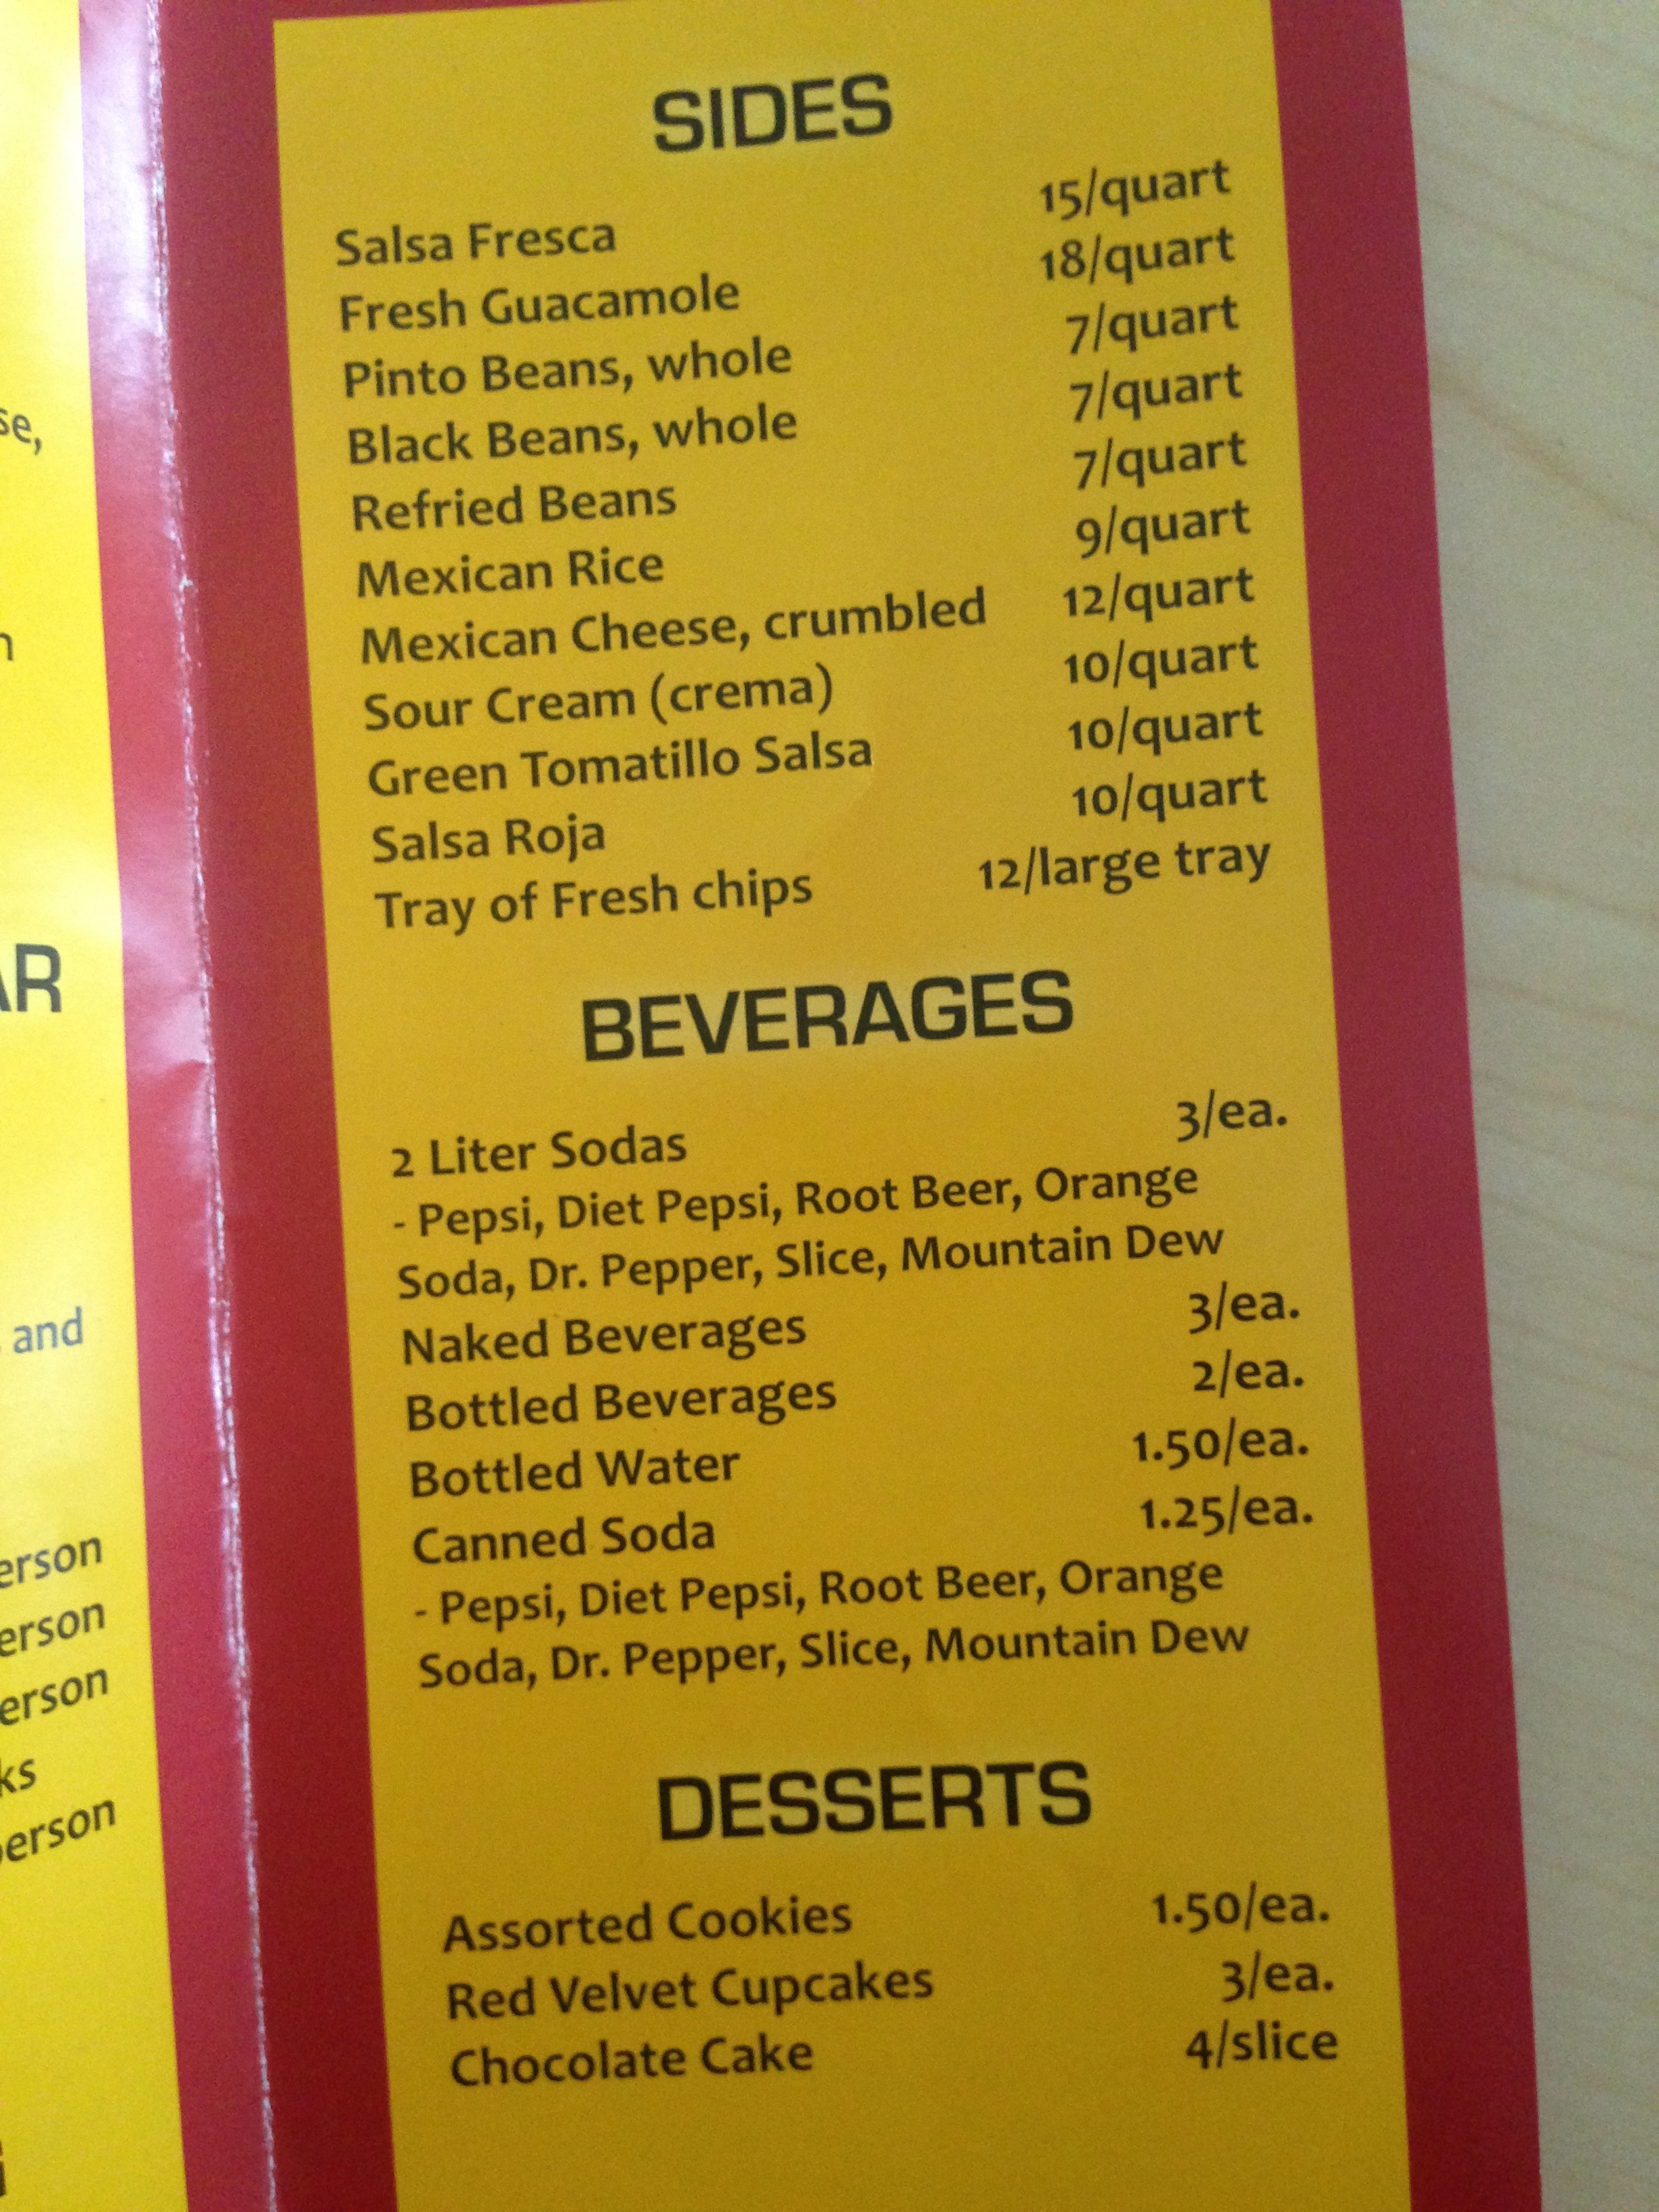 se,
AR
and
erson
erson
erson
ks
person
SIDES
Salsa Fresca 15/quart
Fresh Guacamole 18/quart
Pinto Beans, whole 7/quart
Black Beans, whole 7/quart
Refried Beans 7/quart
Mexican Rice 9/quart
Mexican Cheese, crumbled 12/quart
Sour Cream (crema) 10/quart
Green Tomatillo Salsa 10/quart
Salsa Roja 10/quart
Tray of Fresh chips 12/large tray
BEVERAGES
2 Liter Sodas 3/ea.
- Pepsi, Diet Pepsi, Root Beer, Orange
Soda, Dr. Pepper, Slice, Mountain Dew
Naked Beverages 3/ea.
Bottled Beverages 2/ea.
Bottled Water 1.50/ea.
Canned Soda 1.25/ea.
- Pepsi, Diet Pepsi, Root Beer, Orange
Soda, Dr. Pepper, Slice, Mountain Dew
DESSERTS
Assorted Cookies 1.50/ea.
Red Velvet Cupcakes 3/ea.
Chocolate Cake 4/slice